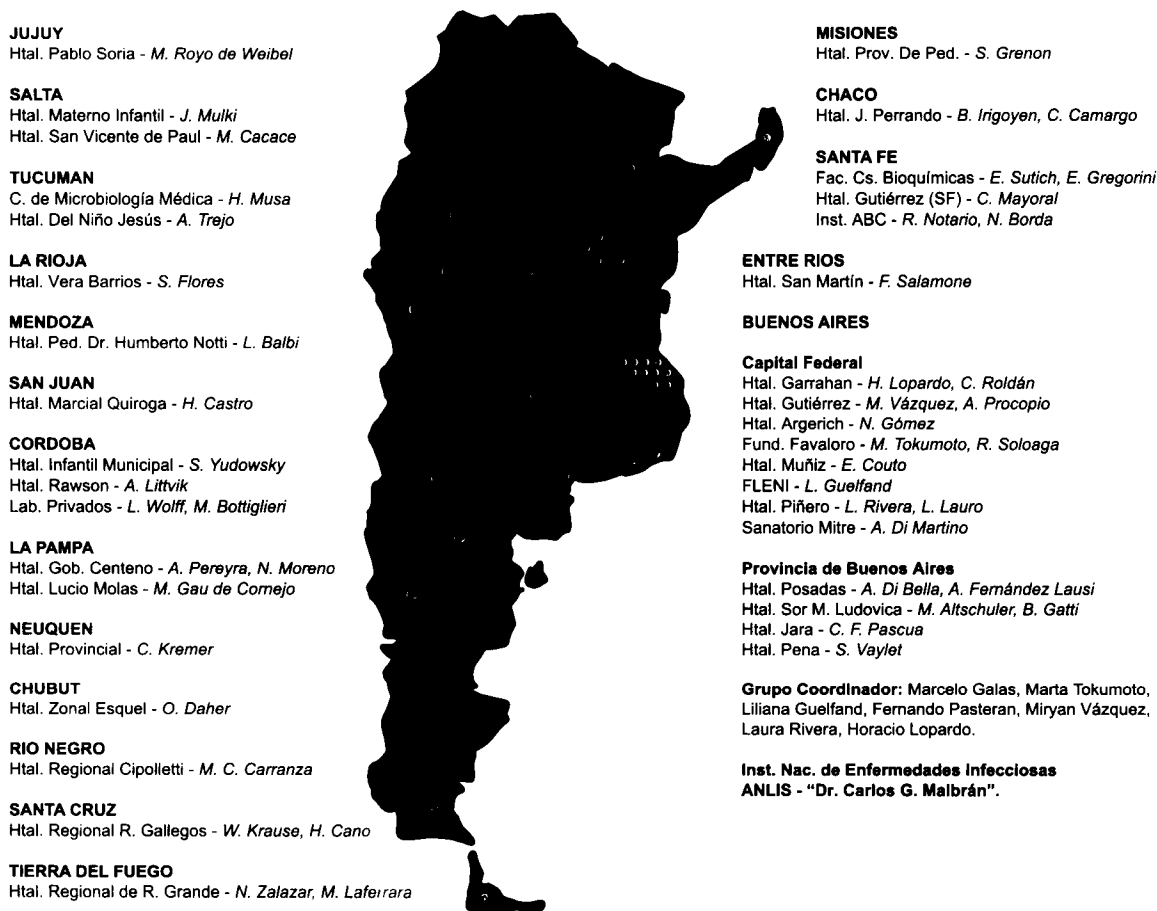 JUJUY
Htal. Pablo Soria - M. Royo de Weibel
SALTA
Htal. Materno Infantil - J. Mulki
Htal. San Vicente de Paul - M. Cacace
TUCUMAN
C. de Microbiología Médica - H. Musa
Htal. Del Niño Jesús - A. Trejo
LA RIOJA
Htal. Vera Barrios - S. Flores
MENDOZA
Htal. Ped. Dr. Humberto Notti - L. Balbi
SAN JUAN
Htal. Marcial Quiroga - H. Castro
CORDOBA
Htal. Infantil Municipal - S. Yudowsky
Htal. Rawson - A. Littvik
Lab. Privados - L. Wolff, M. Bottiglieri
LA PAMPA
Htal. Gob. Centeno - A. Pereyra, N. Moreno
Htal. Lucio Molas - M. Gau de Cornejo
NEUQUEN
Htal. Provincial - C. Kremer
CHUBUT
Htal. Zonal Esquel - O. Daher
RIO NEGRO
Htal. Regional Cipolletti - M. C. Carranza
SANTA CRUZ
Htal. Regional R. Gallegos - W. Krause, H. Cano
TIERRA DEL FUEGO
Htal. Regional de R. Grande - N. Zalazar, M. Laferrara
MISIONES
Htal. Prov. De Ped. - S. Grenon
CHACO
Htal. J. Perrando - B. Irigoyen, C. Camargo
SANTA FE
Fac. Cs. Bioquímicas - E. Sutich, E. Gregorini
Htal. Gutiérrez (SF) - C. Mayoral
Inst. ABC - R. Notario, N. Borda
ENTRE RIOS
Htal. San Martín - F. Salamone
BUENOS AIRES
Capital Federal
Htal. Garrahan - H. Lopardo, C. Roldán
Htal. Gutiérrez - M. Vázquez, A. Procopio
Htal. Argerich - N. Gómez
Fund. Favaloro - M. Tokumoto, R. Soloaga
Htal. Muñiz - E. Couto
FLENI - L. Guelfand
Htal. Piñero - L. Rivera, L. Lauro
Sanatorio Mitre - A. Di Martino
Provincia de Buenos Aires
Htal. Posadas - A. Di Bella, A. Fernández Lausi
Htal. Sor M. Ludovica - M. Altschuler, B. Gatti
Htal. Jara - C. F. Pascua
Htal. Pena - S. Vaylet
Grupo Coordinador: Marcelo Galas, Marta Tokumoto,
Liliana Guelfand, Fernando Pasteran, Miryan Vázquez,
Laura Rivera, Horacio Lopardo.
Inst. Nac. de Enfermedades Infecciosas
ANLIS - "Dr. Carlos G. Malbrán".